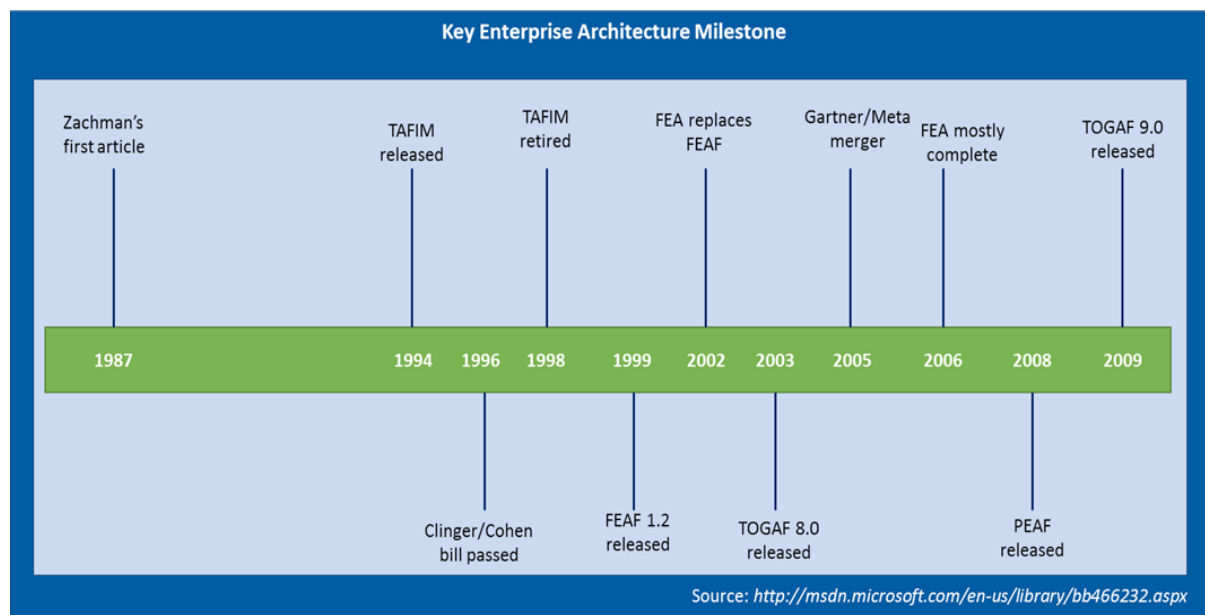 Key Enterprise Architecture Milestone
Zachman's
first article
TAFIM
released
TAFIM
retired
FEA replaces
FEAF
Gartner/Meta
merger
FEA mostly
complete
TOGAF 9.0
released
1987
1994
1996
1998
1999
2002
2003
2005
2006
2008
2009
Clinger/Cohen
bill passed
FEAF 1.2
released
TOGAF 8.0
released
PEAF
released
Source: http://msdn.microsoft.com/en-us/library/bb466232.aspx